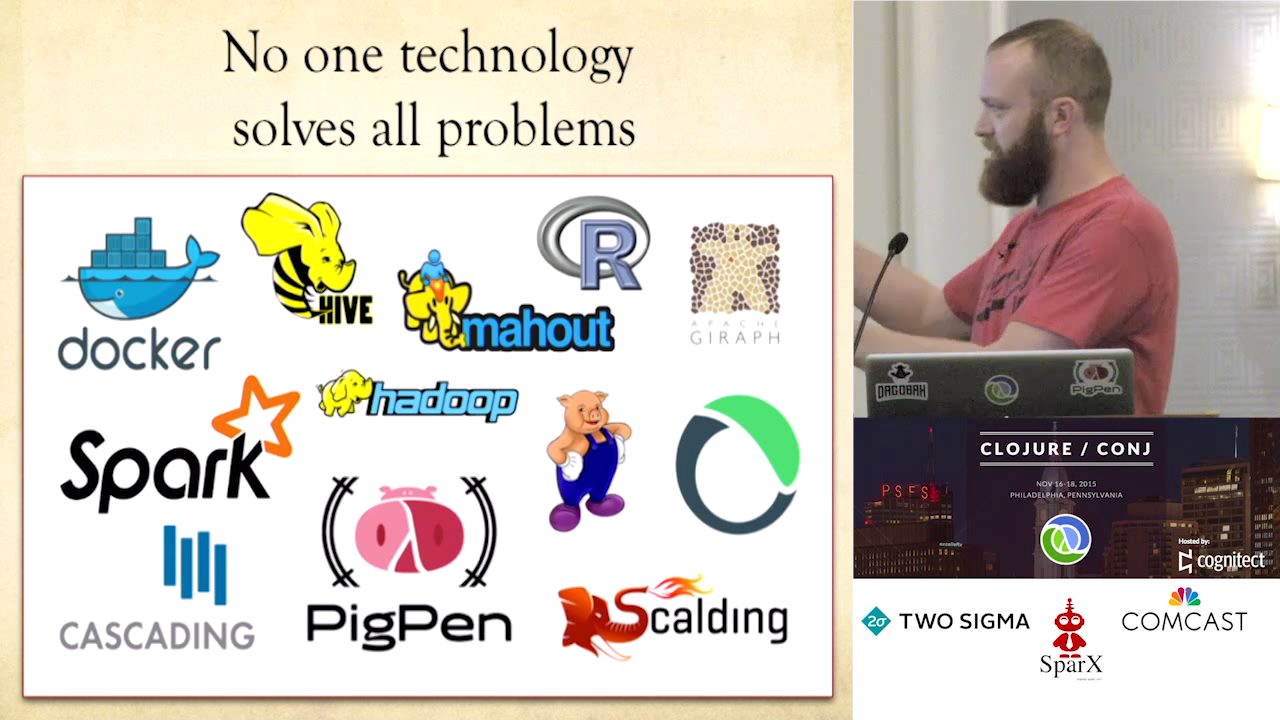 No one technology
solves all problems
docker
HIVE
mahout
R
APACHE
GIRAPH
hadoop
Spark
PigPen
CASCADING
Scalding
DAGOBAH
PigPen
CLOJURE / CONJ
NOV 16-18, 2015
PHILADELPHIA, PENNSYLVANIA
PSFS
Hosted by:
cognitect
2σ TWO SIGMA
SparX
COMCAST